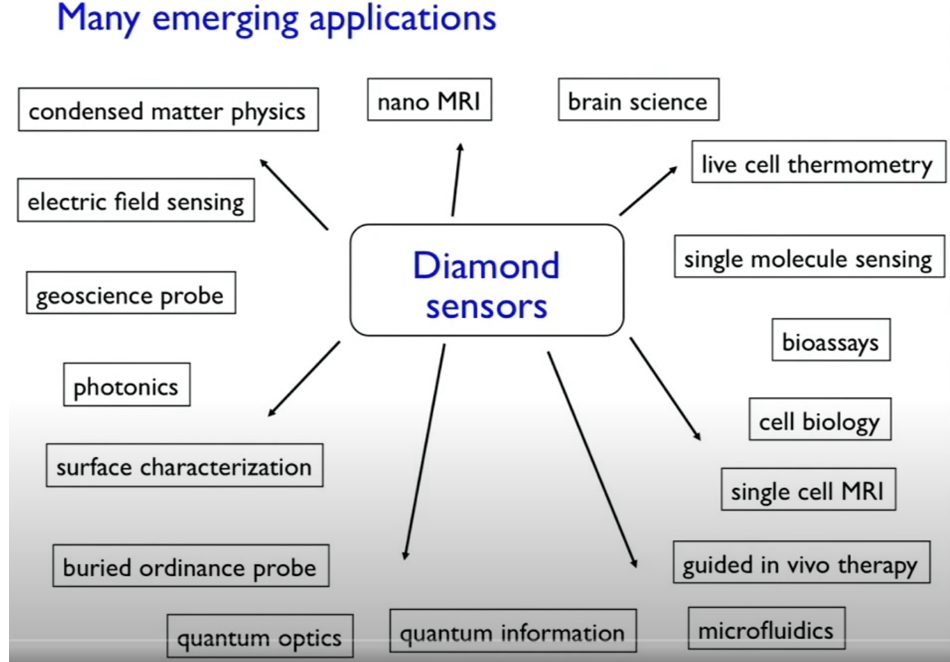 Many emerging applications
condensed matter physics
nano MRI
brain science
live cell thermometry
electric field sensing
Diamond
sensors
single molecule sensing
geoscience probe
bioassays
photonics
cell biology
surface characterization
single cell MRI
buried ordinance probe
guided in vivo therapy
quantum optics
quantum information
microfluidics